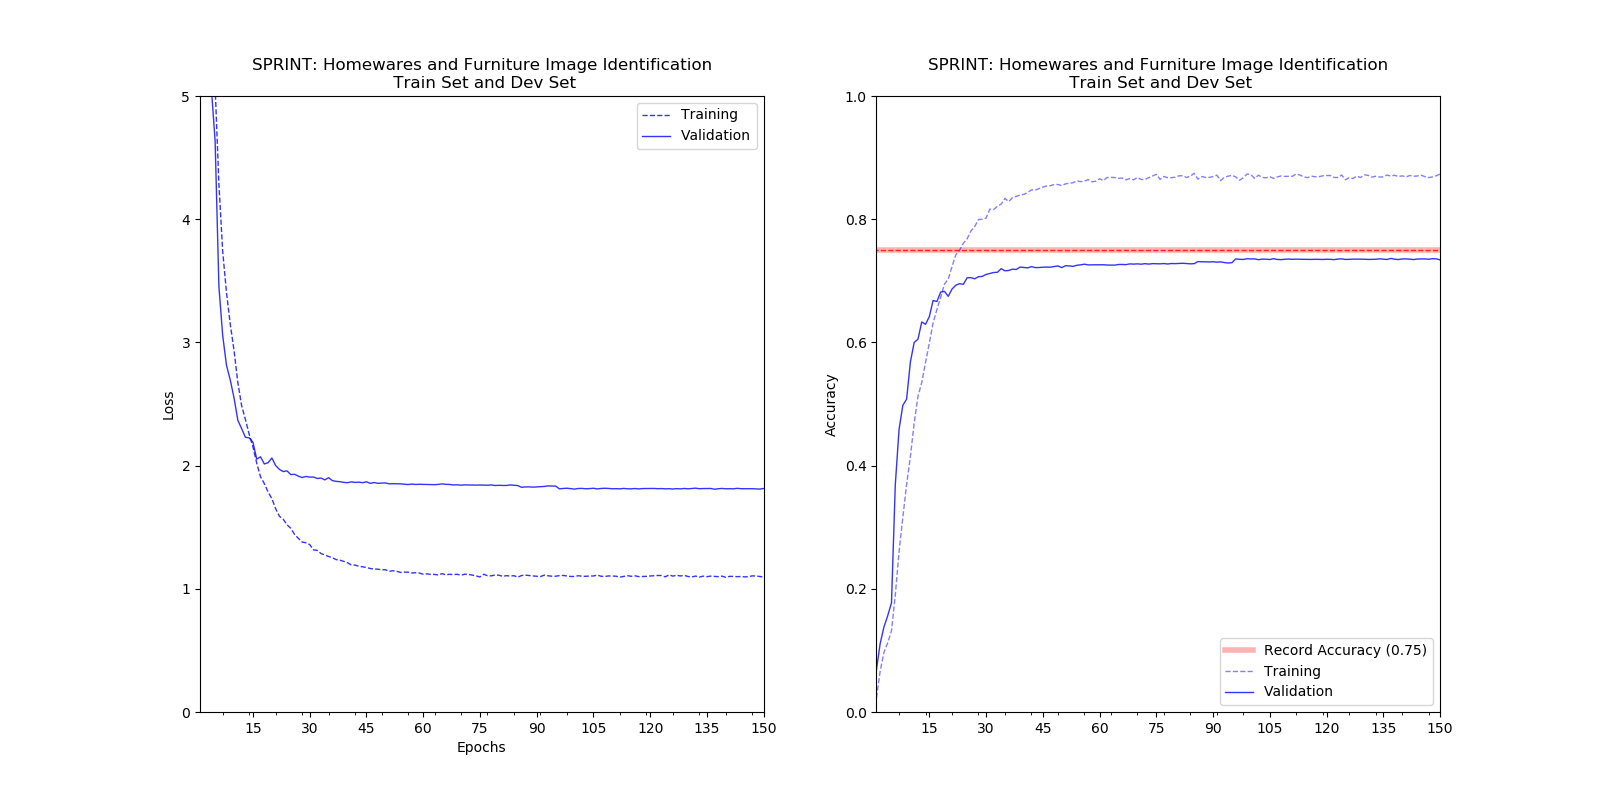 SPRINT: Homewares and Furniture Image Identification
Train Set and Dev Set
5
4
3
2
1
0
Loss
Training
Validation
15 30 45 60 75 90 105 120 135 150
Epochs
SPRINT: Homewares and Furniture Image Identification
Train Set and Dev Set
1.0
0.8
0.6
0.4
0.2
0.0
Accuracy
Record Accuracy (0.75)
Training
Validation
15 30 45 60 75 90 105 120 135 150